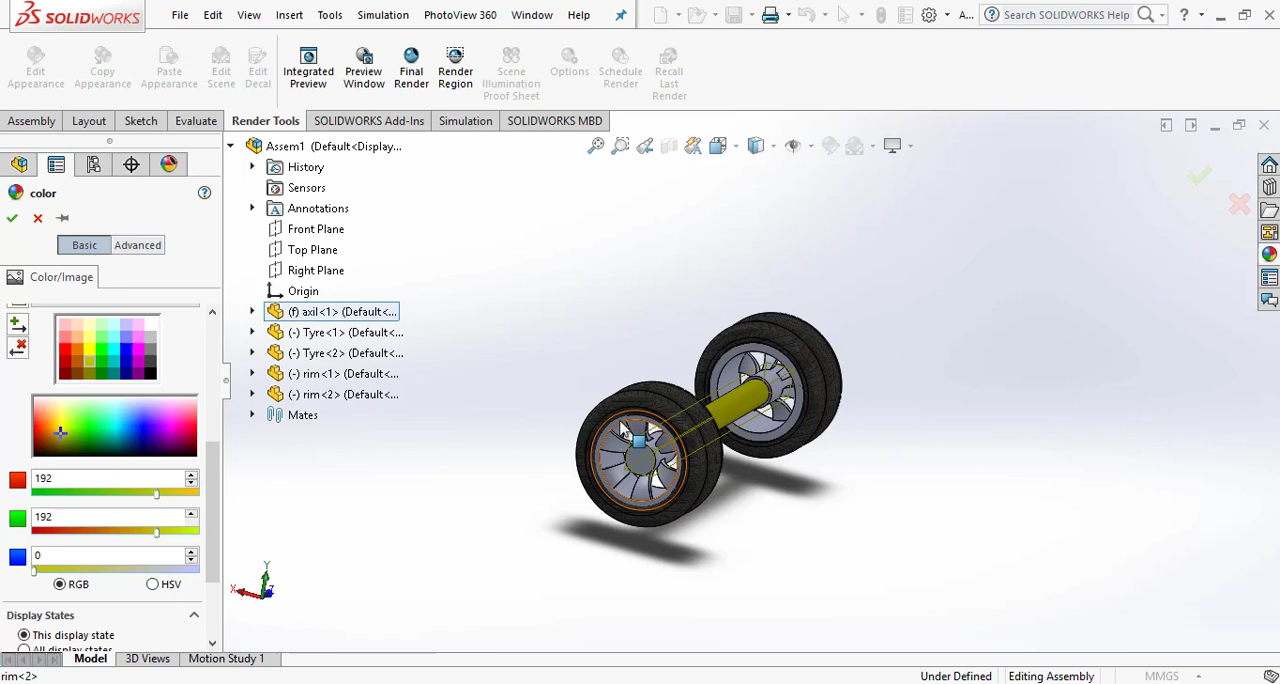 SOLIDWORKS
File Edit View Insert Tools Simulation PhotoView 360 Window Help
A...
Search SOLIDWORKS Help
?
Edit Appearance
Copy Appearance
Paste Appearance
Edit Scene
Edit Decal
Integrated Preview
Preview Window
Final Render
Render Region
Scene Illumination Proof Sheet
Options
Schedule Render
Recall Last Render
Assembly Layout Sketch Evaluate Render Tools SOLIDWORKS Add-Ins Simulation SOLIDWORKS MBD
color
Basic Advanced
Color/Image
192
192
0
RGB HSV
Display States
This display state
All display states
Assem1 (Default<Display...
History
Sensors
Annotations
Front Plane
Top Plane
Right Plane
Origin
(f) axil<1> (Default<...
(-) Tyre<1> (Default<...
(-) Tyre<2> (Default<...
(-) rim<1> (Default<...
(-) rim<2> (Default<...
Mates
Y
X
Z
Model 3D Views Motion Study 1
rim<2> Under Defined Editing Assembly MMGS